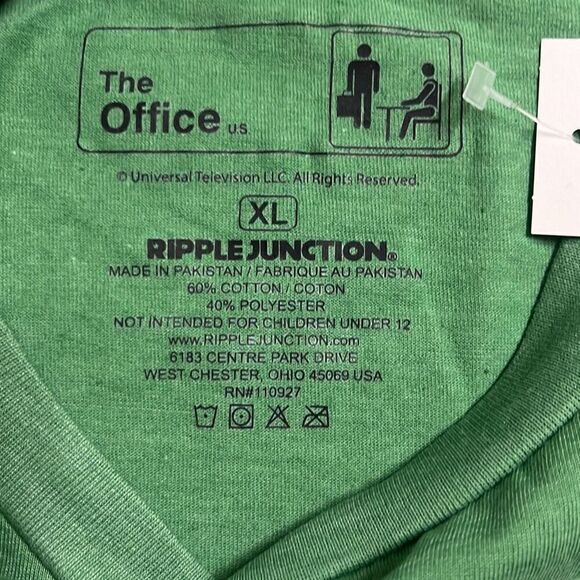 The
Office U.S.
© Universal Television LLC. All Rights Reserved.
XL
RIPPLE JUNCTION®
MADE IN PAKISTAN / FABRIQUE AU PAKISTAN
60% COTTON / COTON
40% POLYESTER
NOT INTENDED FOR CHILDREN UNDER 12
www.RIPPLEJUNCTION.com
6183 CENTRE PARK DRIVE
WEST CHESTER, OHIO 45069 USA
RN#110927